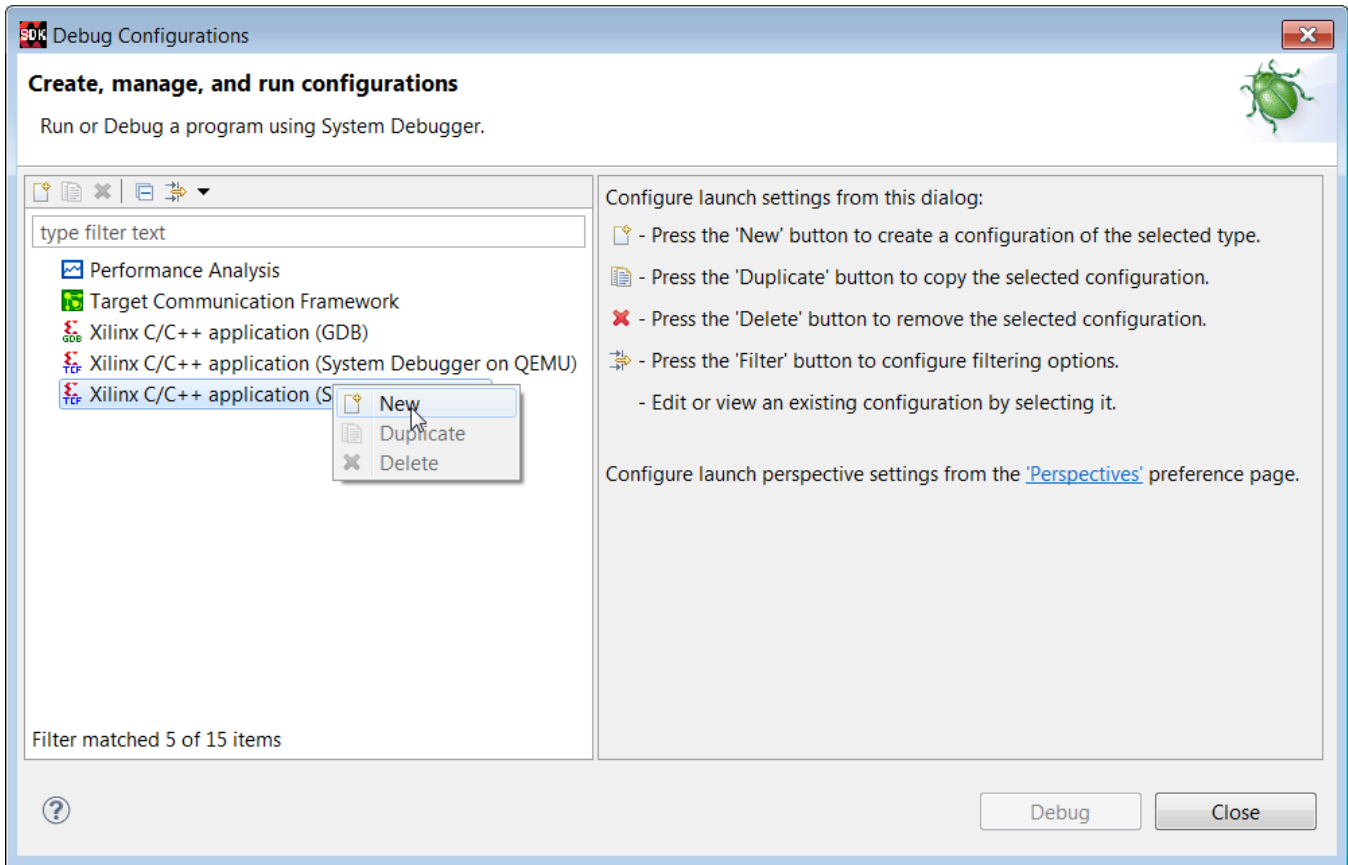 SDK Debug Configurations
Create, manage, and run configurations
Run or Debug a program using System Debugger.
type filter text
Performance Analysis
Target Communication Framework
GDB Xilinx C/C++ application (GDB)
TCF Xilinx C/C++ application (System Debugger on QEMU)
TCF Xilinx C/C++ application (S
New
Duplicate
Delete
Filter matched 5 of 15 items
Configure launch settings from this dialog:
- Press the 'New' button to create a configuration of the selected type.
- Press the 'Duplicate' button to copy the selected configuration.
- Press the 'Delete' button to remove the selected configuration.
- Press the 'Filter' button to configure filtering options.
- Edit or view an existing configuration by selecting it.
Configure launch perspective settings from the 'Perspectives' preference page.
?
Debug
Close